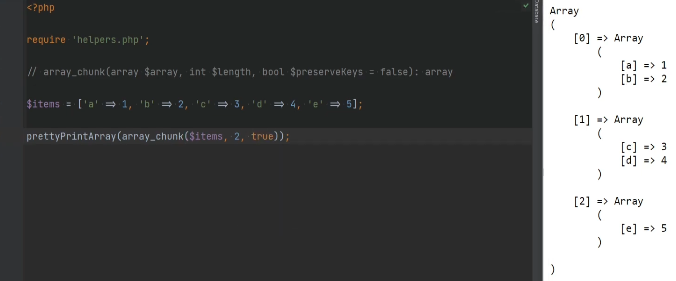 <?php
require 'helpers.php';
// array_chunk(array $array, int $length, bool $preserveKeys = false): array
$items = ['a' => 1, 'b' => 2, 'c' => 3, 'd' => 4, 'e' => 5];
prettyPrintArray(array_chunk($items, 2, true));
Database
Array
(
[0] => Array
(
[a] => 1
[b] => 2
)
[1] => Array
(
[c] => 3
[d] => 4
)
[2] => Array
(
[e] => 5
)
)